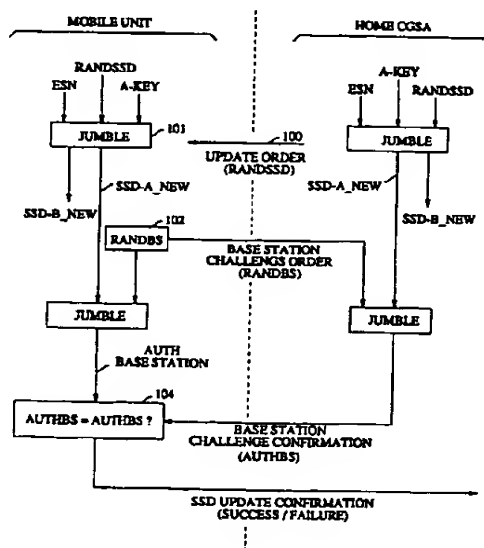 MOBILE UNIT
HOME CGSA
RANDSSD
ESN
A-KEY
A-KEY
ESN
RANDSSD
JUMBLE
101
100
JUMBLE
UPDATE ORDER
(RANDSSD)
SSD-A_NEW
SSD-A_NEW
SSD-B_NEW
102
SSD-B_NEW
RANDBS
BASE STATION
CHALLENGS ORDER
(RANDBS)
JUMBLE
JUMBLE
AUTH
BASE STATION
104
AUTHBS = AUTHBS ?
BASE STATION
CHALLENGE CONFIRMATION
(AUTHBS)
SSD UPDATE CONFIRMATION
(SUCCESS / FAILURE)